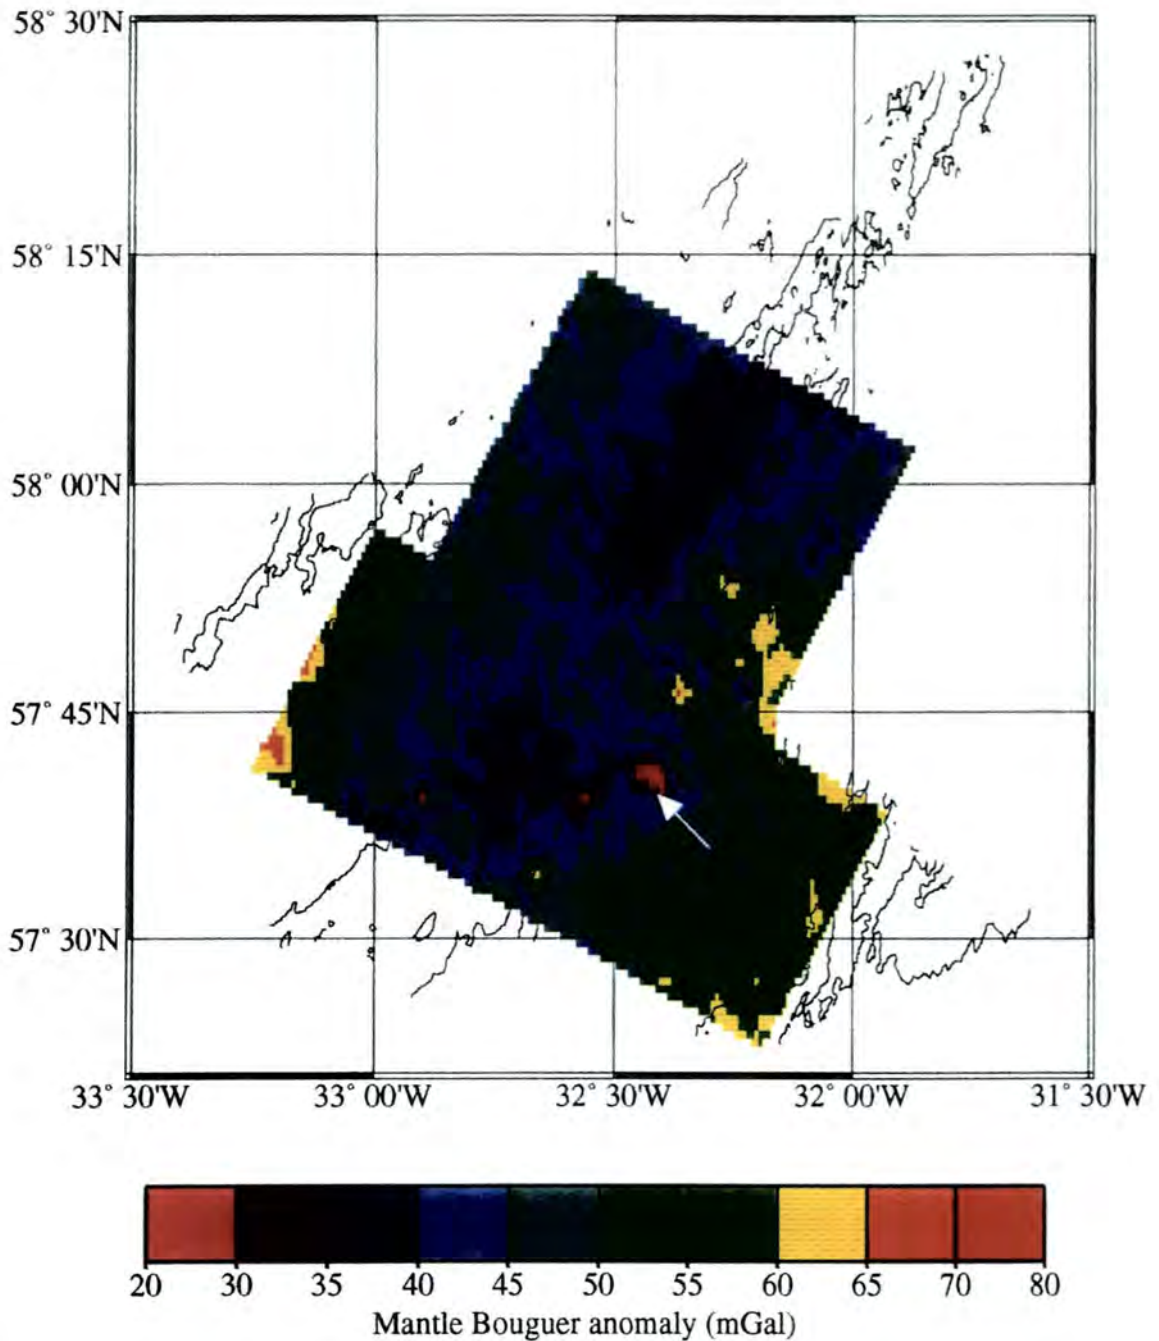 58° 30'N
58° 15'N
58° 00'N
57° 45'N
57° 30'N
33° 30'W 33° 00'W 32° 30'W 32° 00'W 31° 30'W
20 30 35 40 45 50 55 60 65 70 80
Mantle Bouguer anomaly (mGal)